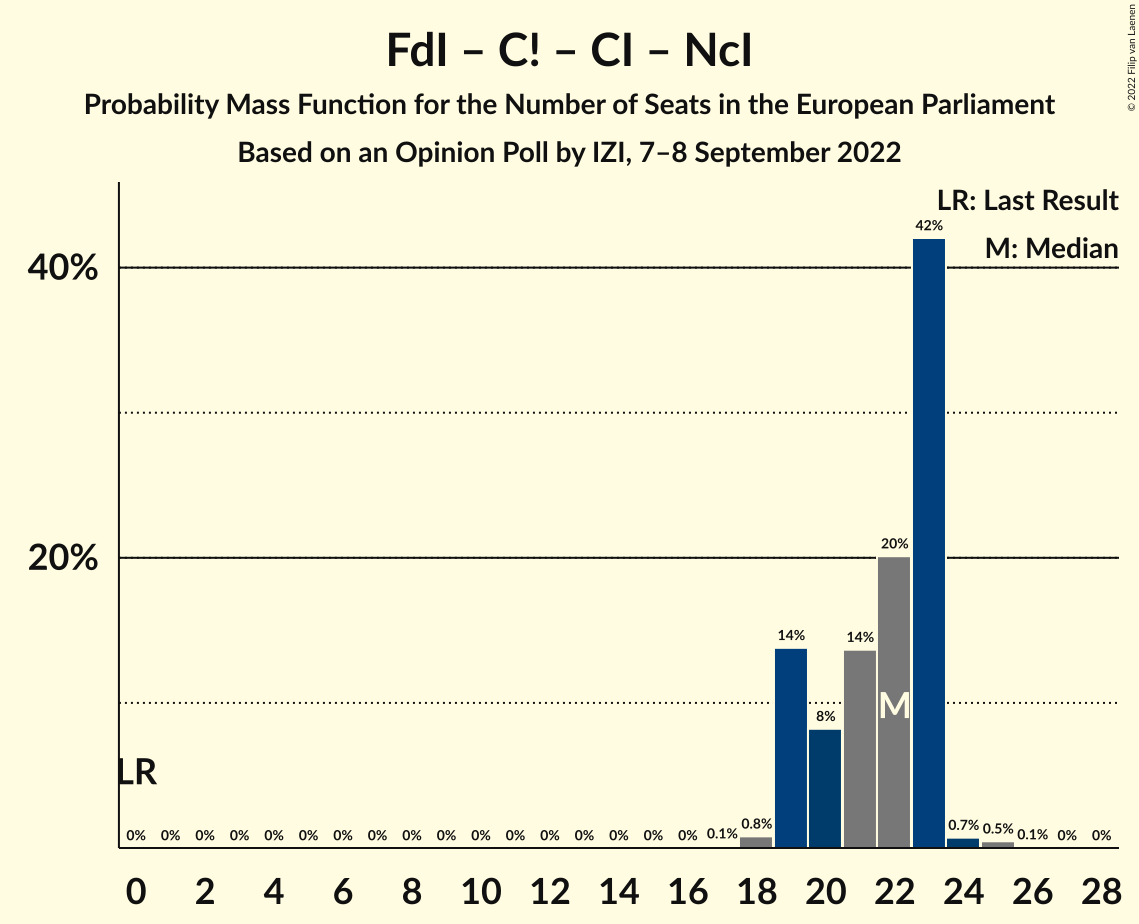 FdI – C! – CI – NcI
Probability Mass Function for the Number of Seats in the European Parliament
Based on an Opinion Poll by IZI, 7–8 September 2022
© 2022 Filip van Laenen
LR: Last Result
M: Median
40%
20%
42%
20%
14%
14%
8%
M
LR
0% 0% 0% 0% 0% 0% 0% 0% 0% 0% 0% 0% 0% 0% 0% 0% 0% 0.1% 0.8% 0.7% 0.5% 0.1% 0% 0%
0 2 4 6 8 10 12 14 16 18 20 22 24 26 28